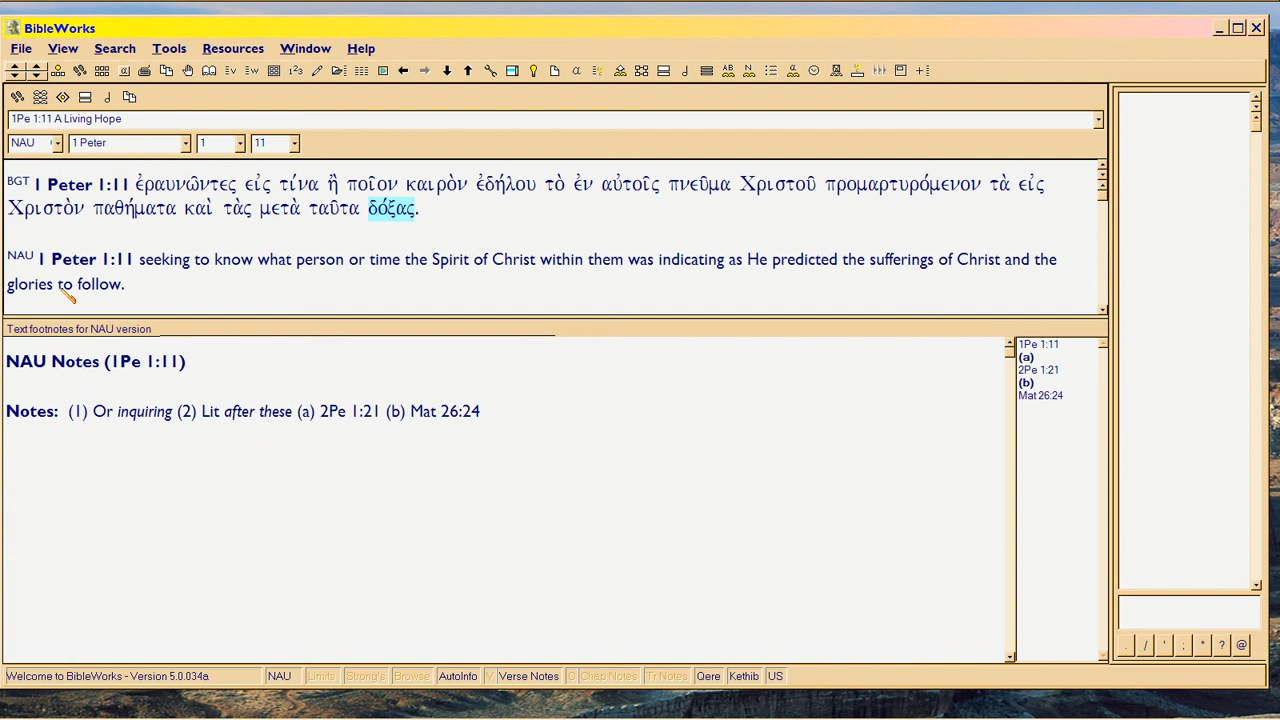 BibleWorks
File View Search Tools Resources Window Help
1Pe 1:11 A Living Hope
NAU 1 Peter 1 11
BGT 1 Peter 1:11 ἐραυνῶντες εἰς τίνα ἢ ποῖον καιρὸν ἐδήλου τὸ ἐν αὐτοῖς πνεῦμα Χριστοῦ προμαρτυρόμενον τὰ εἰς
Χριστὸν παθήματα καὶ τὰς μετὰ ταῦτα δόξας.
NAU 1 Peter 1:11 seeking to know what person or time the Spirit of Christ within them was indicating as He predicted the sufferings of Christ and the
glories to follow.
Text footnotes for NAU version
NAU Notes (1Pe 1:11)
Notes: (1) Or inquiring (2) Lit after these (a) 2Pe 1:21 (b) Mat 26:24
1Pe 1:11
(a)
2Pe 1:21
(b)
Mat 26:24
. / ' ; * ? @
Welcome to BibleWorks - Version 5.0.034a NAU Limits Strong's Browse AutoInfo V Verse Notes C Chep Notes Tr Notes Qere Kethib US